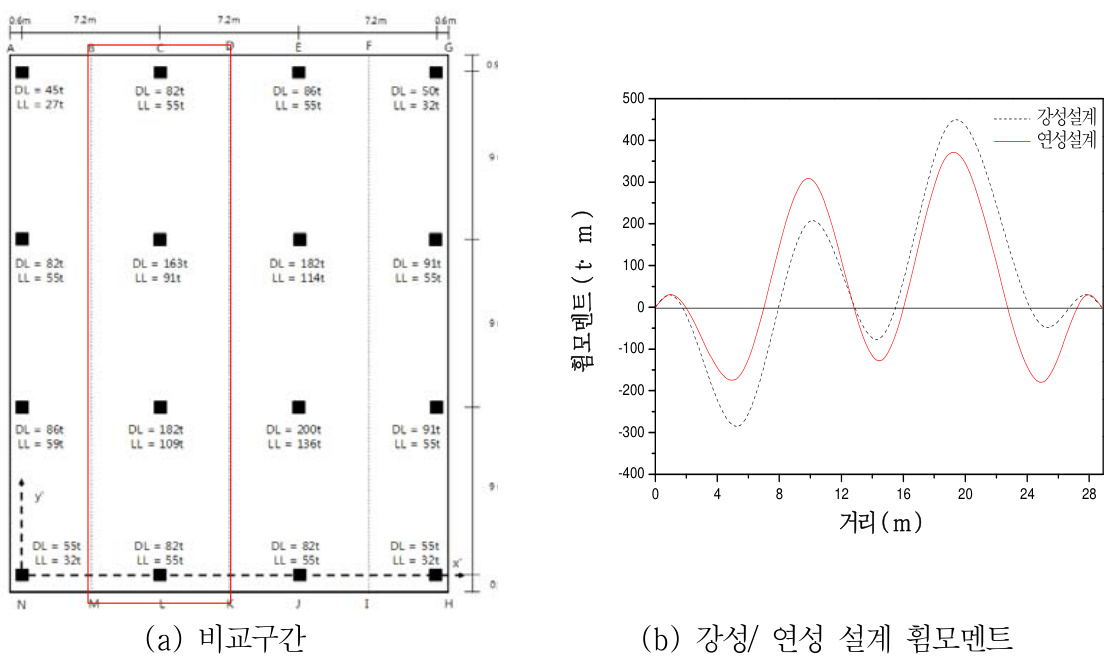 0.6m 7.2m 7.2m 7.2m 0.6m
A B C D E F G
DL = 45t
LL = 27t
DL = 82t
LL = 55t
DL = 86t
LL = 55t
DL = 50t
LL = 32t
DL = 82t
LL = 55t
DL = 163t
LL = 91t
DL = 182t
LL = 114t
DL = 91t
LL = 55t
DL = 86t
LL = 59t
DL = 182t
LL = 109t
DL = 200t
LL = 136t
DL = 91t
LL = 55t
y'
DL = 55t
LL = 32t
DL = 82t
LL = 55t
DL = 82t
LL = 55t
DL = 55t
LL = 32t
x'
N M L K J I H
0.9
9
9
9
0.
(a) 비교구간
500
400
300
200
100
0
-100
-200
-300
-400
휨모멘트(t· m)
강성설계
연성설계
0 4 8 12 16 20 24 28
거리(m)
(b) 강성/ 연성 설계 휨모멘트